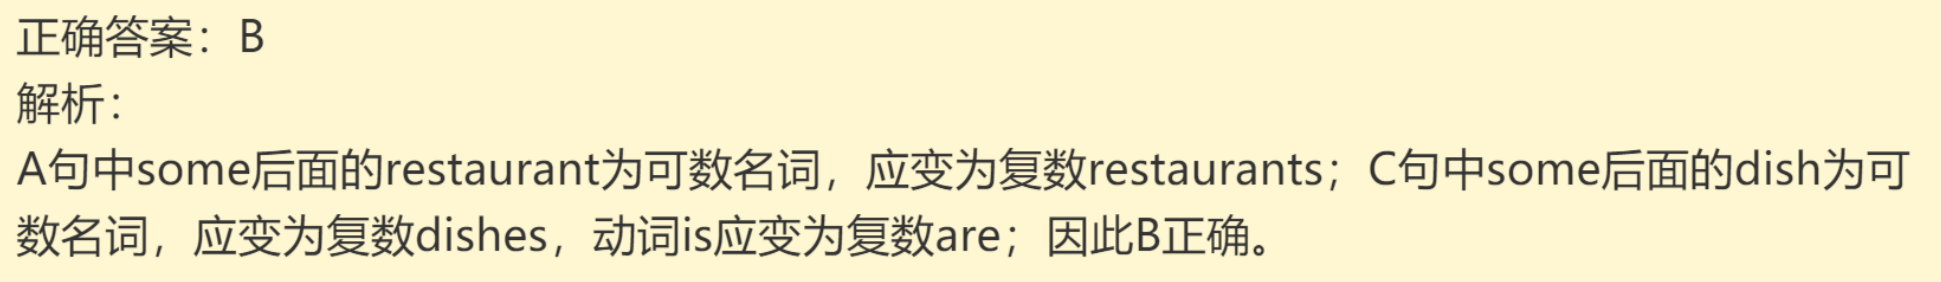 正确答案：B
解析：
A句中some后面的restaurant为可数名词，应变为复数restaurants；C句中some后面的dish为可
数名词，应变为复数dishes，动词is应变为复数are；因此B正确。